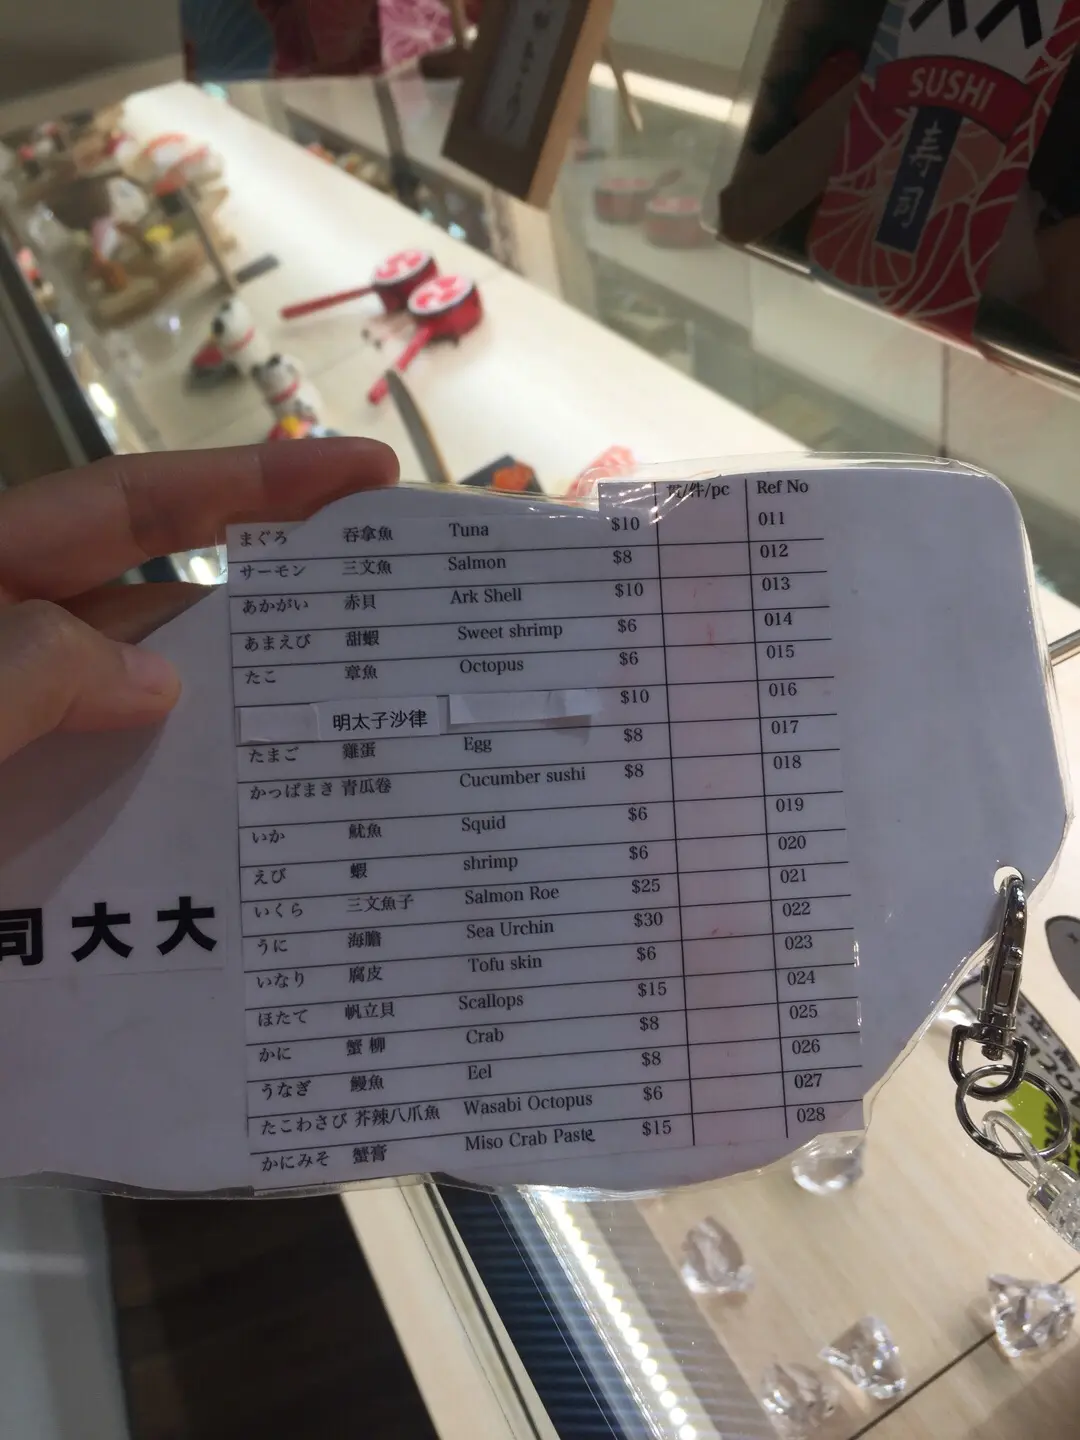 SUSHI
寿司
/件/pc Ref No
まぐろ 吞拿魚 Tuna $10 011
サーモン 三文魚 Salmon $8 012
あかがい 赤貝 Ark Shell $10 013
あまえび 甜蝦 Sweet shrimp $6 014
たこ 章魚 Octopus $6 015
明太子沙律 $10 016
たまご 雞蛋 Egg $8 017
かっぱまき 青瓜卷 Cucumber sushi $8 018
いか 魷魚 Squid $6 019
えび 蝦 shrimp $6 020
いくら 三文魚子 Salmon Roe $25 021
うに 海膽 Sea Urchin $30 022
いなり 腐皮 Tofu skin $6 023
ほたて 帆立貝 Scallops $15 024
かに 蟹柳 Crab $8 025
うなぎ 鰻魚 Eel $8 026
たこわさび 芥辣八爪魚 Wasabi Octopus $6 027
かにみそ 蟹膏 Miso Crab Paste $15 028
司大大